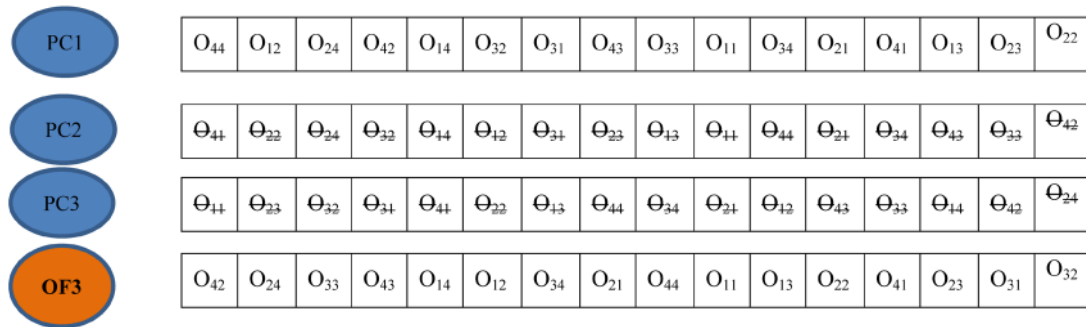 PC1 O₄₄ O₁₂ O₂₄ O₄₂ O₁₄ O₃₂ O₃₁ O₄₃ O₃₃ O₁₁ O₃₄ O₂₁ O₄₁ O₁₃ O₂₃ O₂₂
PC2 O₄₁ O₂₂ O₂₄ O₃₂ O₁₄ O₁₂ O₃₁ O₂₃ O₁₃ O₁₁ O₄₄ O₂₁ O₃₄ O₄₃ O₃₃ O₄₂
PC3 O₁₁ O₂₃ O₃₂ O₃₁ O₄₁ O₂₂ O₁₃ O₄₄ O₃₄ O₂₁ O₁₂ O₄₃ O₃₃ O₁₄ O₄₂ O₂₄
OF3 O₄₂ O₂₄ O₃₃ O₄₃ O₁₄ O₁₂ O₃₄ O₂₁ O₄₄ O₁₁ O₁₃ O₂₂ O₄₁ O₂₃ O₃₁ O₃₂